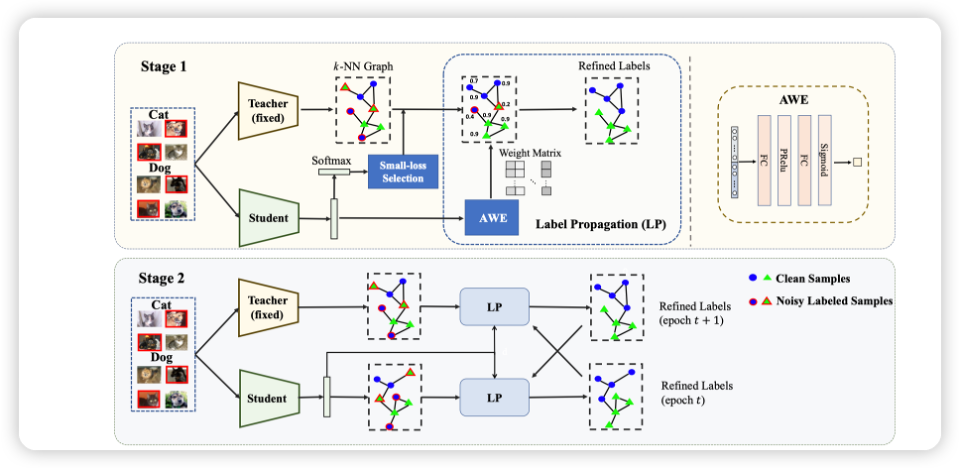 Stage 1
Cat
Dog
Teacher
(fixed)
Student
k-NN Graph
Softmax
Small-loss
Selection
0.7
0.9
0.9
0.2
0.4
0.9
0.9
Weight Matrix
AWE
Refined Labels
Label Propagation (LP)
AWE
FC
PRelu
FC
Sigmoid
Stage 2
Cat
Dog
Teacher
(fixed)
Student
LP
LP
Clean Samples
Noisy Labeled Samples
Refined Labels
(epoch t + 1)
Refined Labels
(epoch t)